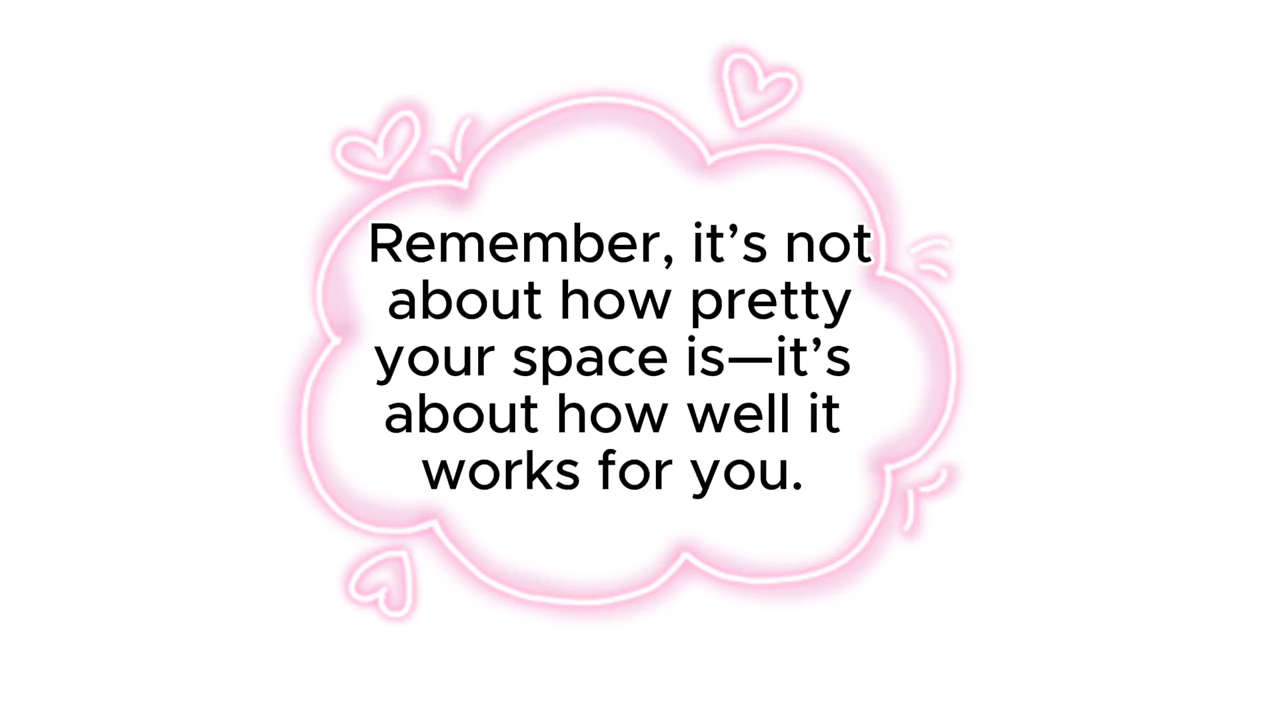 Remember, it’s not
about how pretty
your space is—it’s
about how well it
works for you.